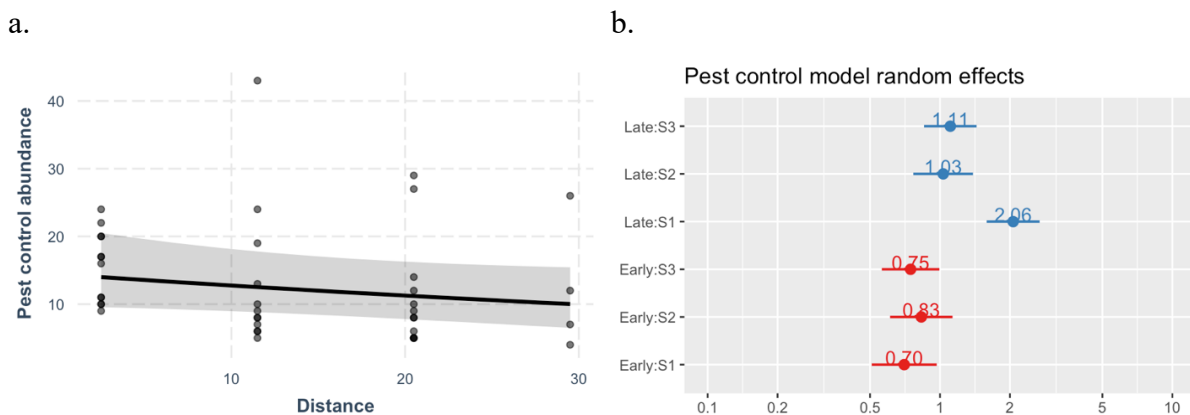 a.
b.
Pest control abundance
40
30
20
10
10
20
30
Distance
Pest control model random effects
Late:S3
Late:S2
Late:S1
Early:S3
Early:S2
Early:S1
1.11
1.03
2.06
0.75
0.83
0.70
0.1
0.2
0.5
1
2
5
10